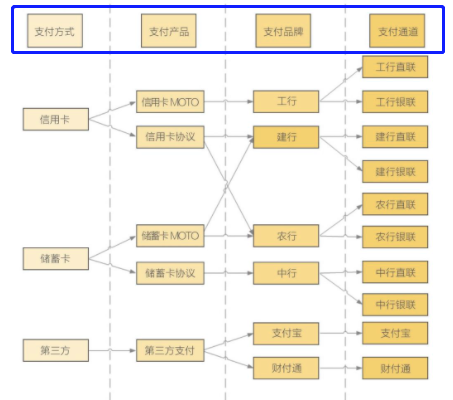 支付方式 支付产品 支付品牌 支付通道
工行直联
信用卡 MOTO 工行 工行银联
信用卡
信用卡协议 建行 建行直联
建行银联
农行直联
储蓄卡 MOTO 农行 农行银联
储蓄卡
储蓄卡协议 中行 中行直联
中行银联
支付宝 支付宝
第三方 第三方支付
财付通 财付通